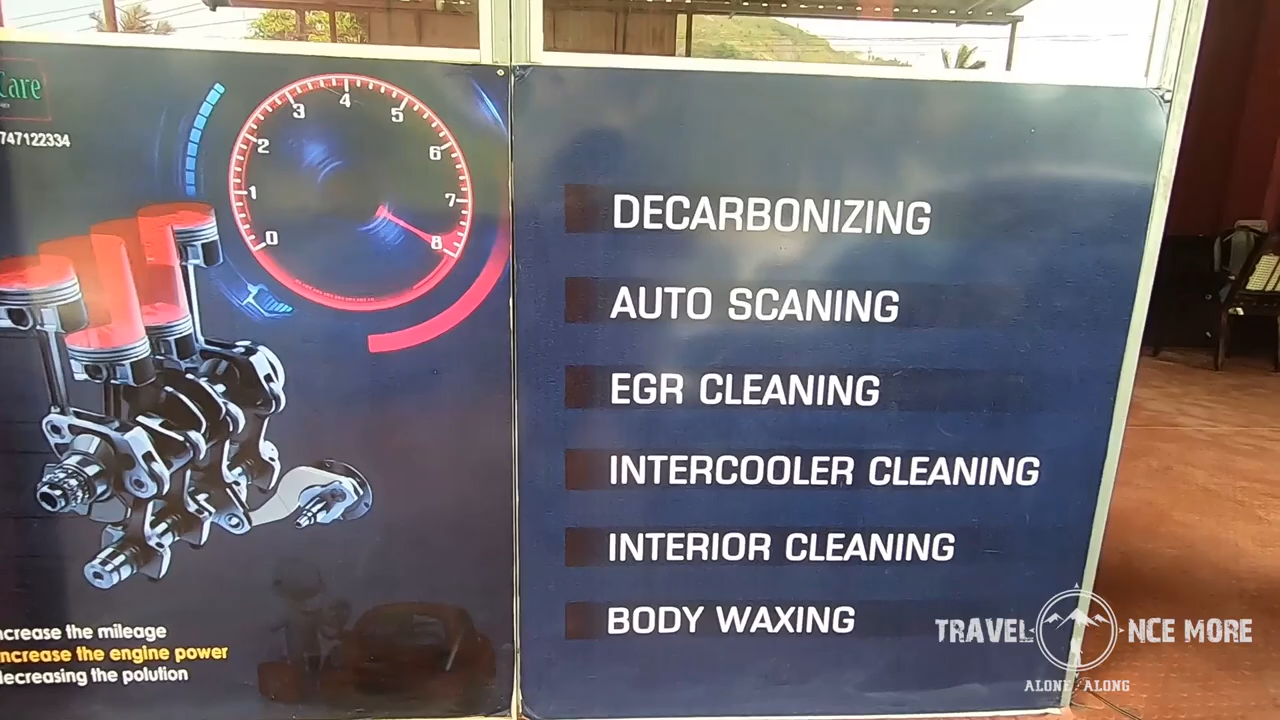 Care
747122334
0 1 2 3 4 5 6 7 8
ncrease the mileage
ncrease the engine power
decreasing the polution
DECARBONIZING
AUTO SCANING
EGR CLEANING
INTERCOOLER CLEANING
INTERIOR CLEANING
BODY WAXING
TRAVEL NCE MORE
ALONE ALONG